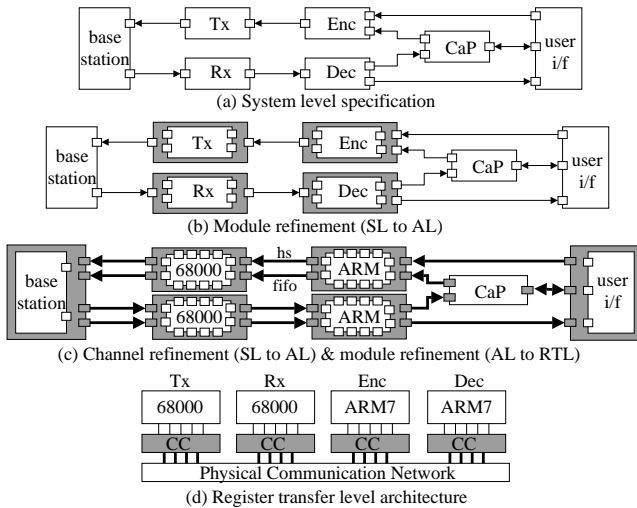 base station
Tx
Enc
CaP
user i/f
Rx
Dec
(a) System level specification
base station
Tx
Enc
CaP
user i/f
Rx
Dec
(b) Module refinement (SL to AL)
base station
68000
hs
fifo
ARM
CaP
user i/f
68000
ARM
(c) Channel refinement (SL to AL) & module refinement (AL to RTL)
Tx Rx Enc Dec
68000 68000 ARM7 ARM7
CC CC CC CC
Physical Communication Network
(d) Register transfer level architecture